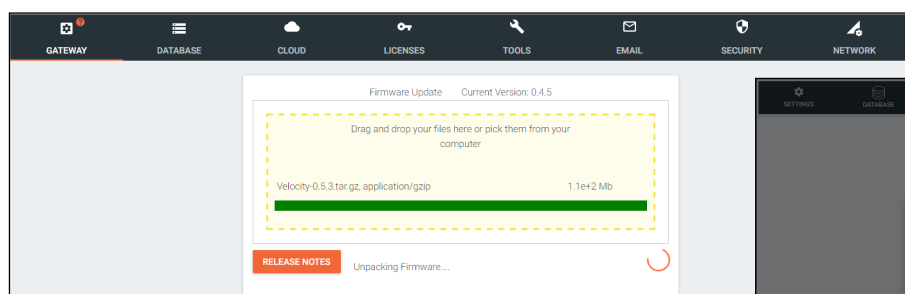 ?
GATEWAY DATABASE CLOUD LICENSES TOOLS EMAIL SECURITY NETWORK
Firmware Update Current Version: 0.4.5
SETTINGS DATABASE
Drag and drop your files here or pick them from your
computer
Velocity-0.5.3.tar.gz, application/gzip 1.1e+2 Mb
RELEASE NOTES Unpacking Firmware....